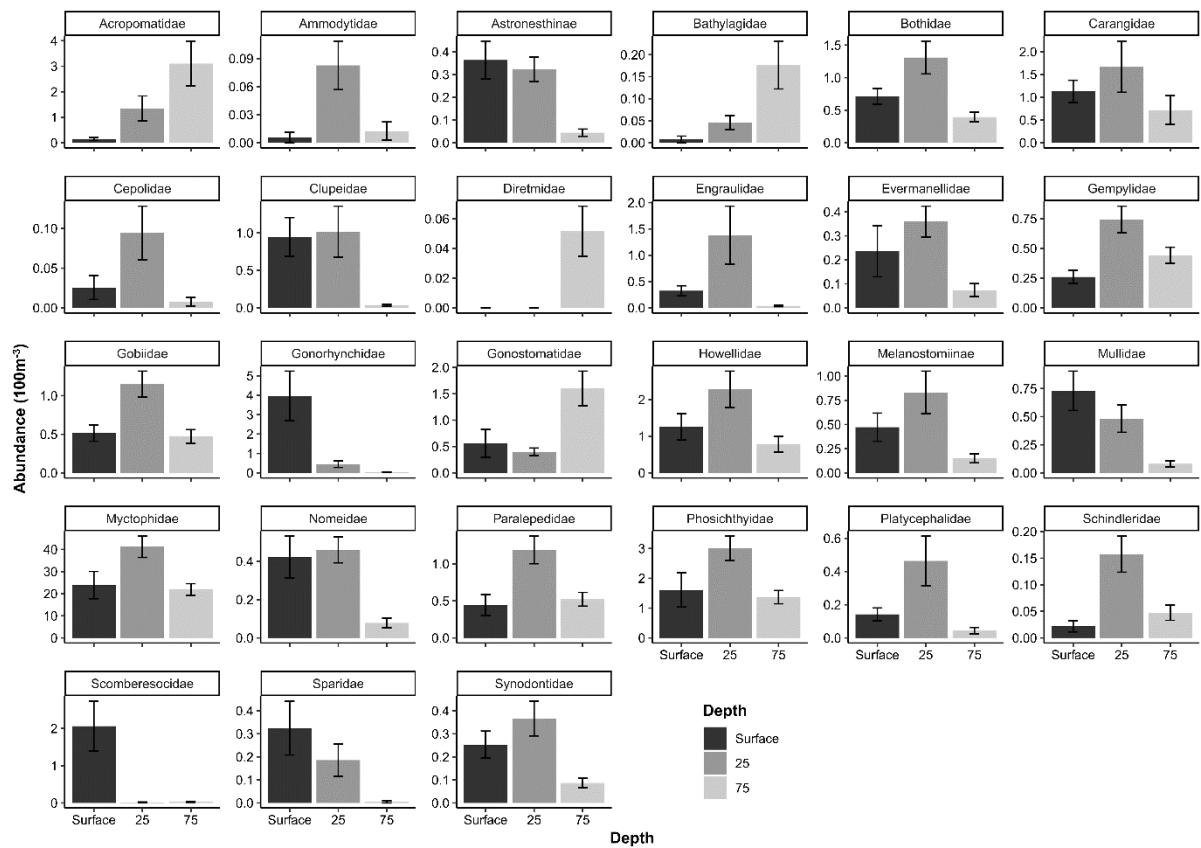 Acropomatidae Ammodytidae Astronesthinae Bathylagidae Bothidae Carangidae
4 3 2 1 0
0.09 0.06 0.03 0.00
0.4 0.3 0.2 0.1 0.0
0.20 0.15 0.10 0.05 0.00
1.5 1.0 0.5 0.0
2.0 1.5 1.0 0.5 0.0
Cepolidae Clupeidae Diretmidae Engraulidae Evermanellidae Gempylidae
0.10 0.05 0.00
1.0 0.5 0.0
0.06 0.04 0.02 0.00
2.0 1.5 1.0 0.5 0.0
0.4 0.3 0.2 0.1 0.0
0.75 0.50 0.25 0.00
Abundance (100m⁻³)
Gobiidae Gonorhynchidae Gonostomatidae Howellidae Melanostomiinae Mullidae
1.0 0.5 0.0
5 4 3 2 1 0
2.0 1.5 1.0 0.5 0.0
2 1 0
1.00 0.75 0.50 0.25 0.00
0.75 0.50 0.25 0.00
Myctophidae Nomeidae Paralepedidae Phosichthyidae Platycephalidae Schindleridae
40 30 20 10 0
0.4 0.2 0.0
1.0 0.5 0.0
3 2 1 0
0.6 0.4 0.2 0.0
0.20 0.15 0.10 0.05 0.00
Surface 25 75 Surface 25 75 Surface 25 75
Scomberesocidae Sparidae Synodontidae
2 1 0
0.4 0.3 0.2 0.1 0.0
0.4 0.3 0.2 0.1 0.0
Surface 25 75 Surface 25 75 Surface 25 75
Depth
Surface
25
75
Depth